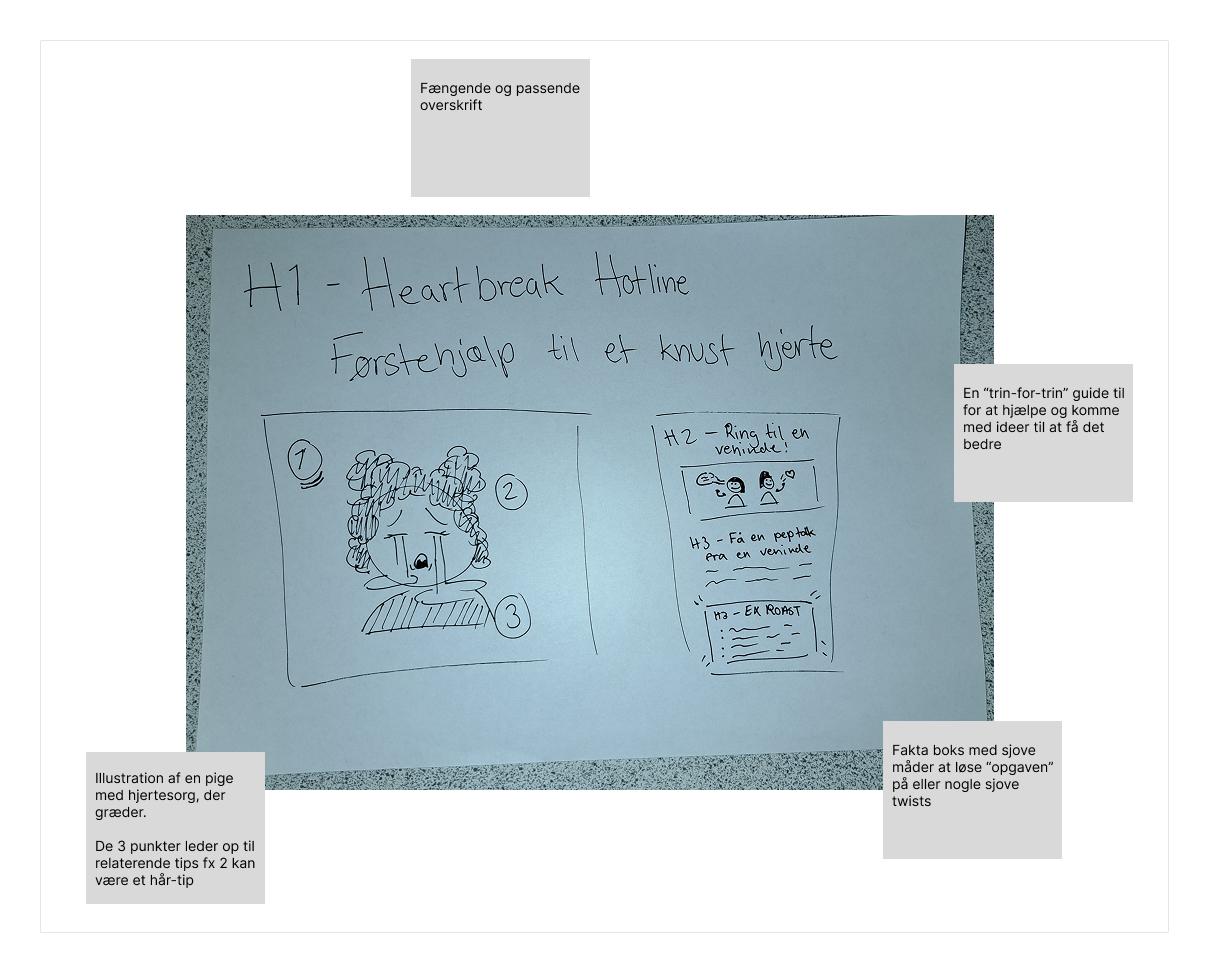 Fængende og passende
overskrift
H1 - Heartbreak Hotline
Førstehjælp til et knust hjerte
En “trin-for-trin” guide til
for at hjælpe og komme
med ideer til at få det
bedre
1
2
3
H2 - Ring til en
veninde!
H3 - Få en peptalk
fra en veninde
EK ROAST
Fakta boks med sjove
måder at løse “opgaven”
på eller nogle sjove
twists
Illustration af en pige
med hjertesorg, der
græder.
De 3 punkter leder op til
relaterende tips fx 2 kan
være et hår-tip